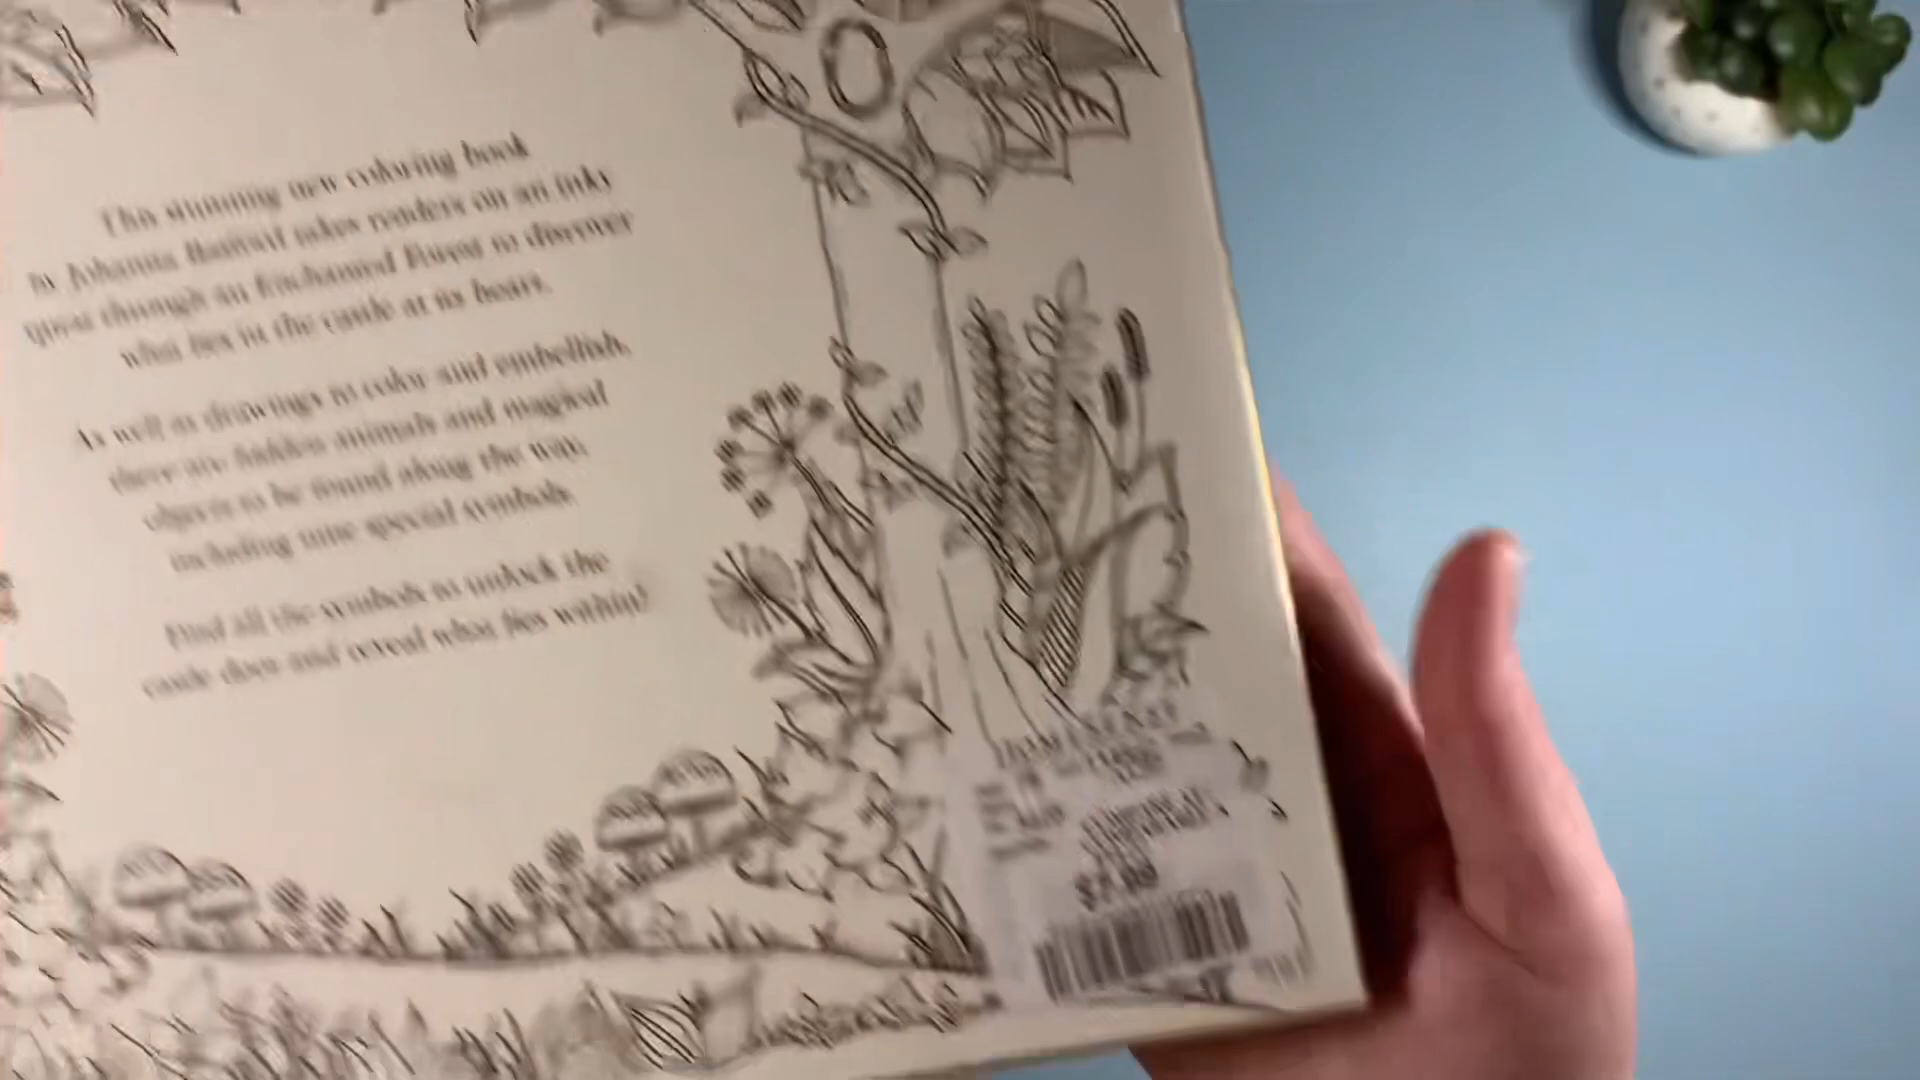 This stunning new coloring book
by Johanna Basford takes readers on an inky
quest through an Enchanted Forest to discover
what lies in the castle at its heart.
As well as drawings to color and embellish,
there are hidden animals and magical
objects to be found along the way,
including nine special symbols.
Find all the symbols to unlock the
castle door and reveal what lies within!